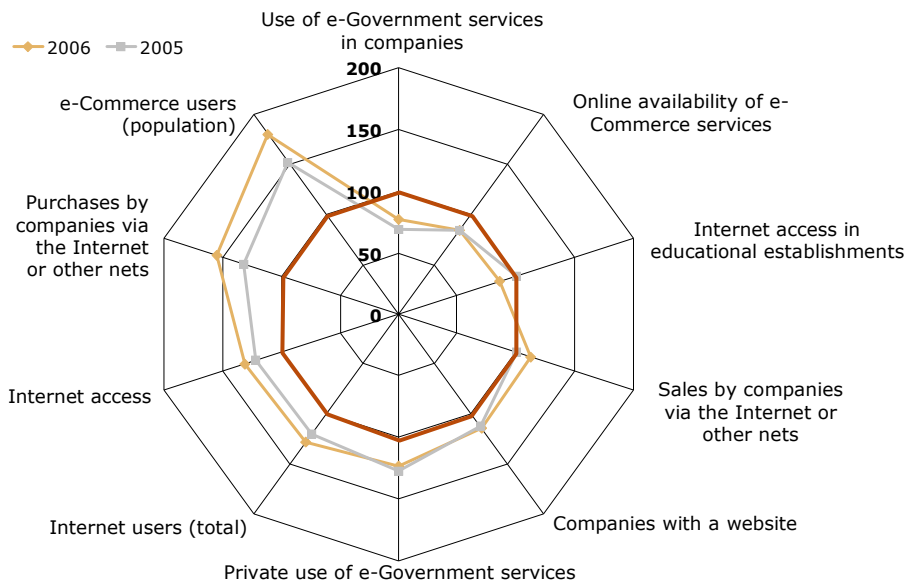 Use of e-Government services
in companies
2006
2005
200
e-Commerce users
(population)
Online availability of e-
Commerce services
150
Purchases by
companies via
the Internet
or other nets
100
Internet access in
educational establishments
50
0
Internet access
Sales by companies
via the Internet or
other nets
Internet users (total)
Companies with a website
Private use of e-Government services